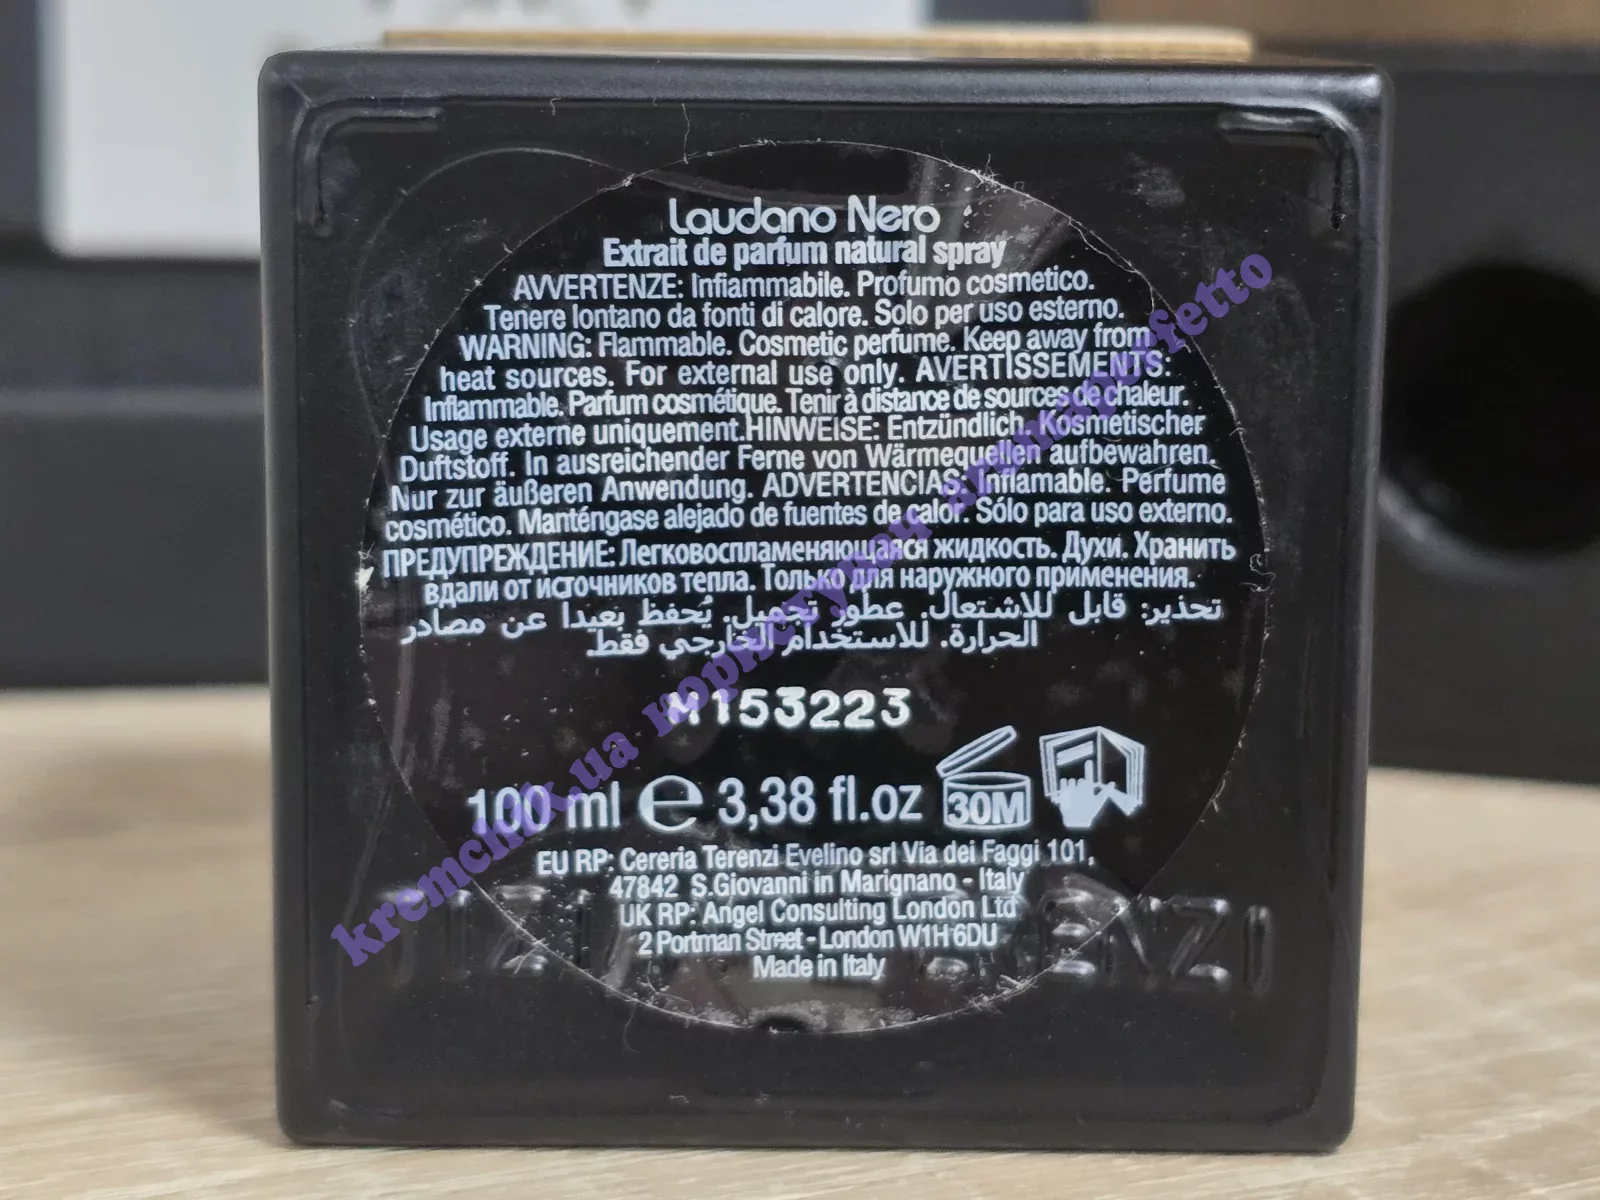 Laudano Nero
Extrait de parfum natural spray
AVVERTENZE: Infiammabile. Profumo cosmetico.
Tenere lontano da fonti di calore. Solo per uso esterno.
WARNING: Flammable. Cosmetic perfume. Keep away from
heat sources. For external use only. AVERTISSEMENTS:
Inflammable. Parfum cosmétique. Tenir à distance de sources de chaleur.
Usage externe uniquement.HINWEISE: Entzündlich. Kosmetischer
Duftstoff. In ausreichender Ferne von Wärmequellen aufbewahren.
Nur zur äußeren Anwendung. ADVERTENCIAS: Inflamable. Perfume
cosmético. Manténgase alejado de fuentes de calor. Sólo para uso externo.
ПРЕДУПРЕЖДЕНИЕ: Легковоспламеняющаяся жидкость. Духи. Хранить
вдали от источников тепла. Только для наружного применения.
تحذير: قابل للاشتعال. عطور تجميل. يُحفظ بعيدا عن مصادر
الحرارة. للاستخدام الخارجي فقط.
M153223
100 ml ℮ 3,38 fl.oz 30M
EU RP: Cereria Terenzi Evelino srl Via dei Faggi 101,
47842 S.Giovanni in Marignano - Italy
UK RP: Angel Consulting London Ltd
2 Portman Street - London W1H 6DU
Made in Italy
TIZI ERENZI
kremchik.ua користувач animaperfetto